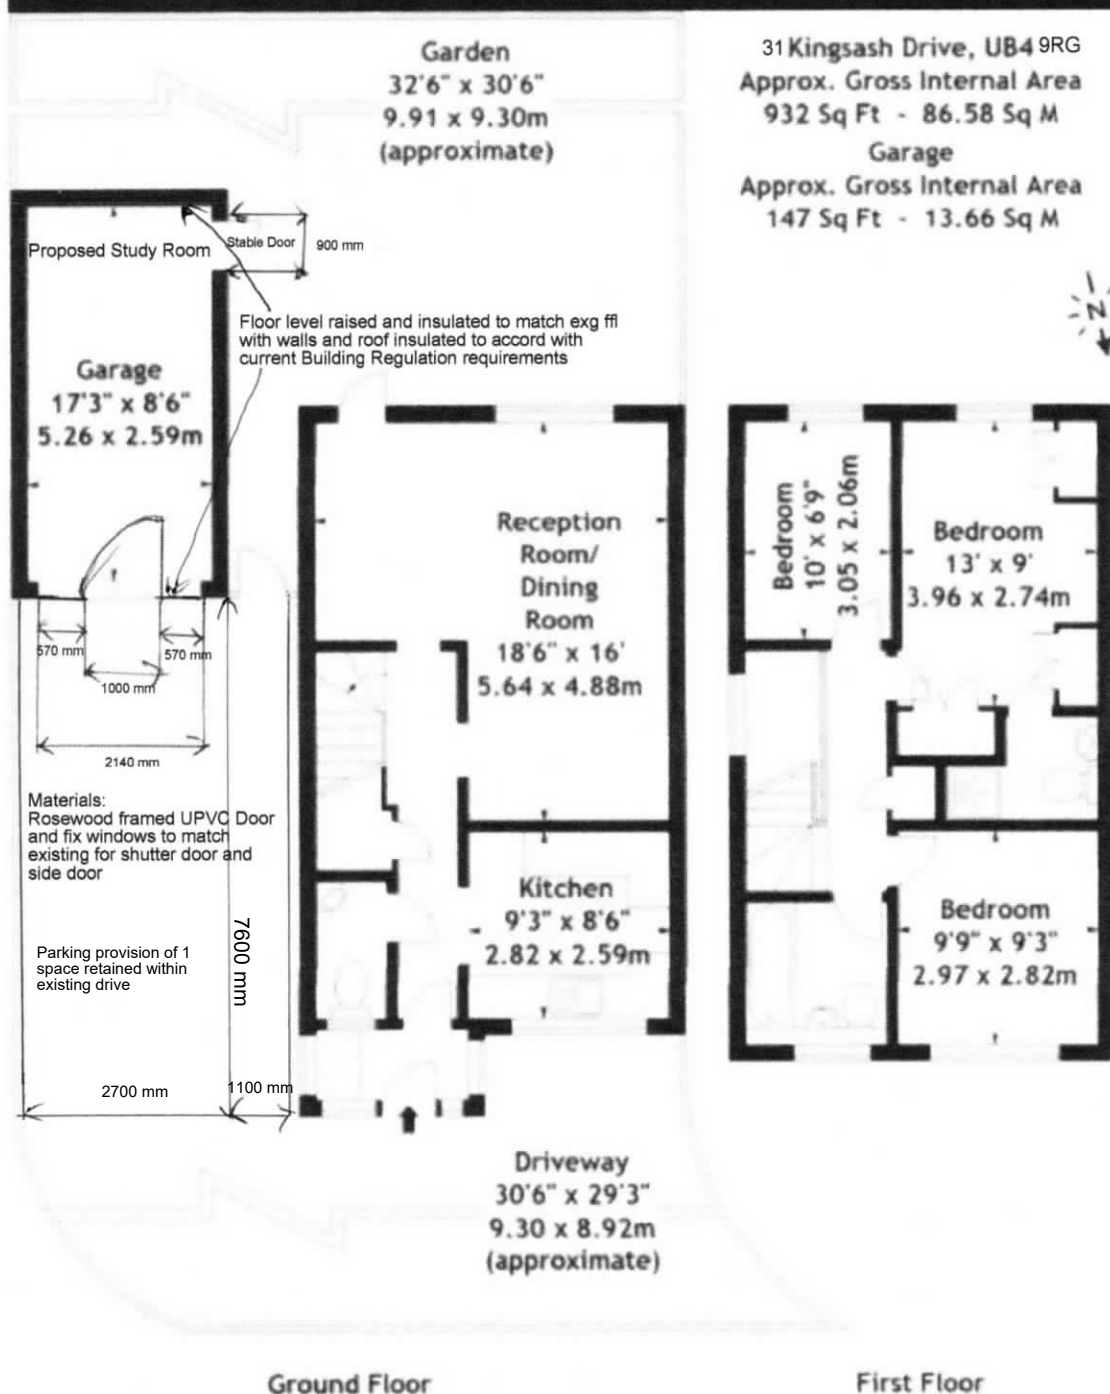 Garden
32'6" x 30'6"
9.91 x 9.30m
(approximate)
31 Kingsash Drive, UB4 9RG
Approx. Gross Internal Area
932 Sq Ft - 86.58 Sq M
Garage
Approx. Gross Internal Area
147 Sq Ft - 13.66 Sq M
N
Proposed Study Room
Stable Door
900 mm
Floor level raised and insulated to match exg ffl
with walls and roof insulated to accord with
current Building Regulation requirements
Garage
17'3" x 8'6"
5.26 x 2.59m
Reception
Room/
Dining
Room
18'6" x 16'
5.64 x 4.88m
Bedroom
10' x 6'9"
3.05 x 2.06m
Bedroom
13' x 9'
3.96 x 2.74m
570 mm
570 mm
1000 mm
2140 mm
Materials:
Rosewood framed UPVC Door
and fix windows to match
existing for shutter door and
side door
Kitchen
9'3" x 8'6"
2.82 x 2.59m
Bedroom
9'9" x 9'3"
2.97 x 2.82m
Parking provision of 1
space retained within
existing drive
7600 mm
2700 mm
1100 mm
Driveway
30'6" x 29'3"
9.30 x 8.92m
(approximate)
Ground Floor
First Floor